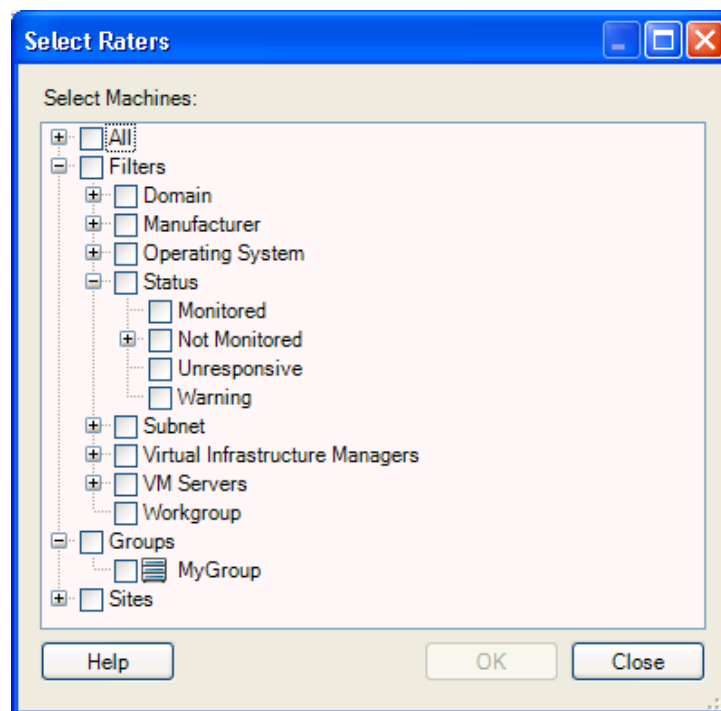 Select Raters
Select Machines:
All
Filters
Domain
Manufacturer
Operating System
Status
Monitored
Not Monitored
Unresponsive
Warning
Subnet
Virtual Infrastructure Managers
VM Servers
Workgroup
Groups
MyGroup
Sites
Help OK Close